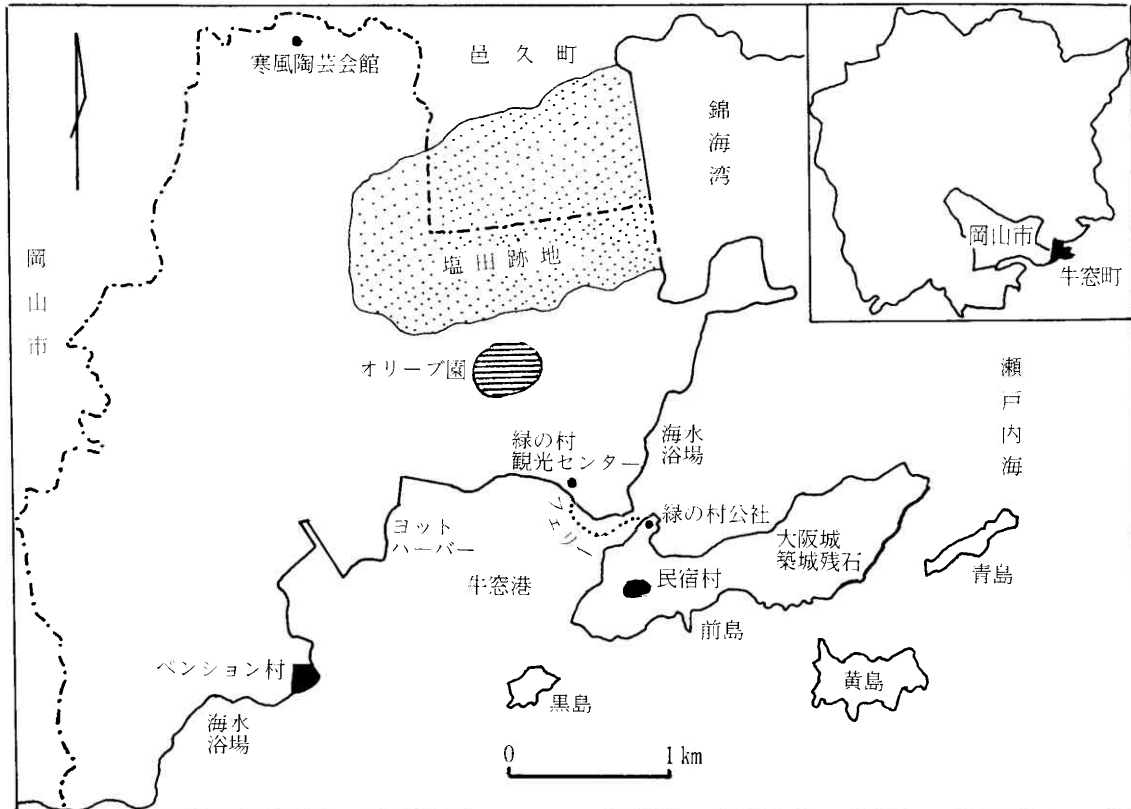 寒風陶芸会館
邑久町
錦海湾
岡山市
牛窓町
岡山市
塩田跡地
オリーブ園
瀬戸内海
緑の村
観光センター
海水
浴場
フェリー
緑の村公社
ヨット
ハーバー
大阪城
築城残石
牛窓港
民宿村
青島
前島
ペンション村
黒島
黄島
海水
浴場
0
1km